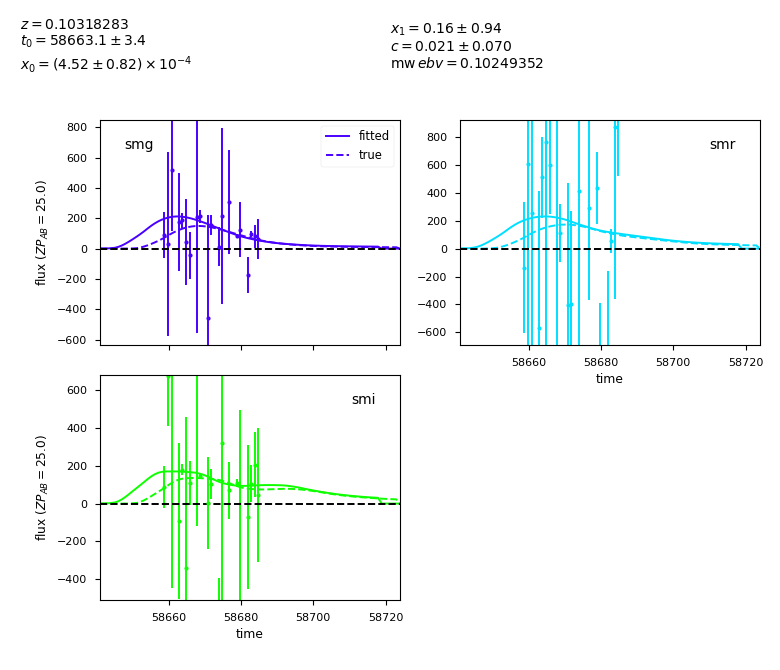 z = 0.10318283
t₀ = 58663.1 ± 3.4
x₀ = (4.52 ± 0.82) × 10⁻⁴
x₁ = 0.16 ± 0.94
c = 0.021 ± 0.070
mw ebv = 0.10249352
smg
fitted
true
800
600
400
200
0
−200
−400
−600
flux (ZP_AB = 25.0)
smr
800
600
400
200
0
−200
−400
−600
58660 58680 58700 58720
time
smi
600
400
200
0
−200
−400
flux (ZP_AB = 25.0)
58660 58680 58700 58720
time